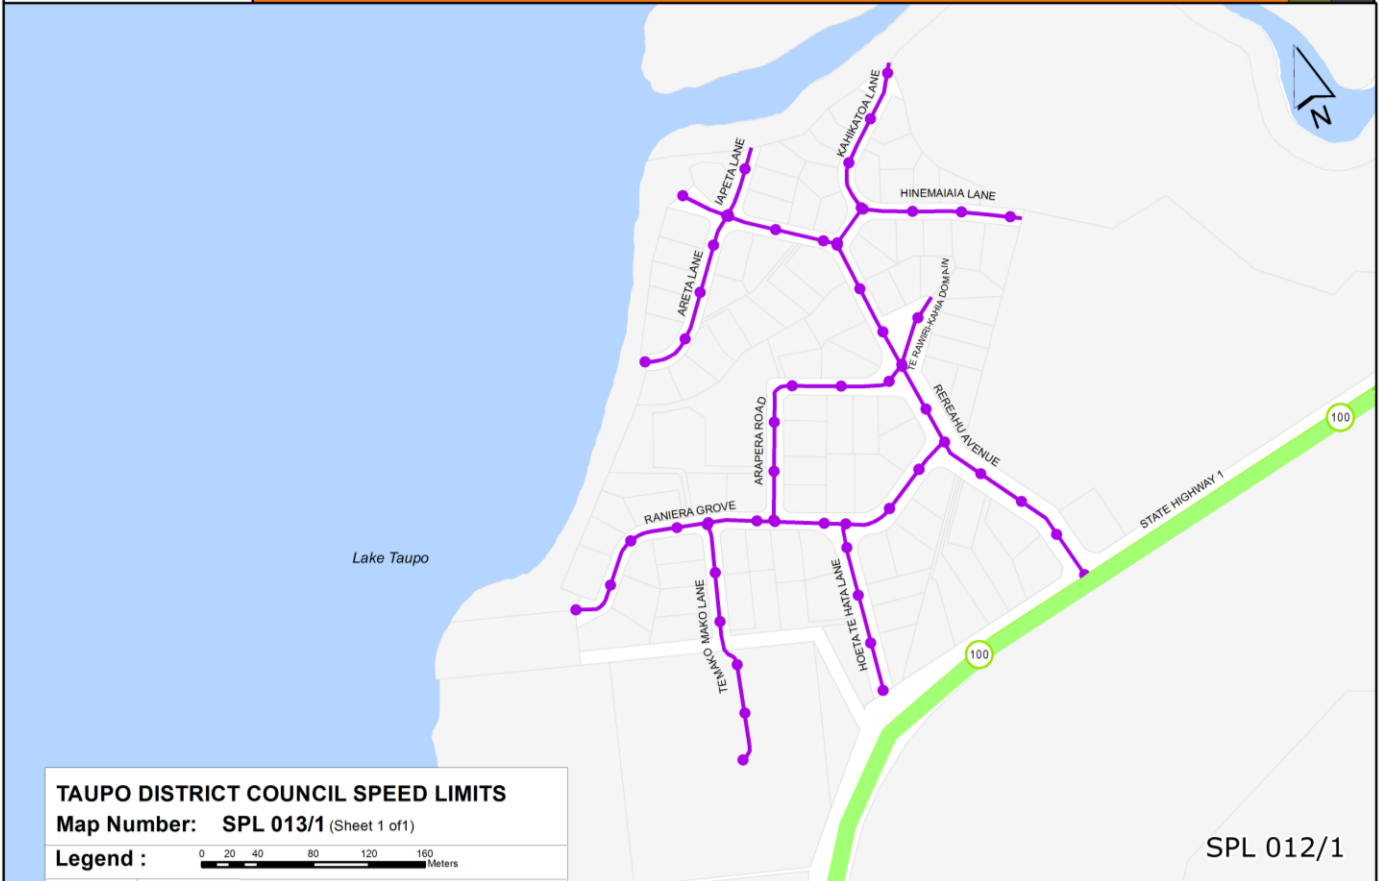 N
KAHIKATOA LANE
IAPETA LANE
HINEMAIAIA LANE
ARETA LANE
TE RAWIRI-KAHIA DOMAIN
REREAHU AVENUE
ARAPERA ROAD
100
STATE HIGHWAY 1
RANIERA GROVE
Lake Taupo
TEMAKO MAKO LANE
HOETA TE HATA LANE
100
TAUPO DISTRICT COUNCIL SPEED LIMITS
Map Number: SPL 013/1 (Sheet 1 of1)
Legend : 0 20 40 80 120 160 Meters
SPL 012/1